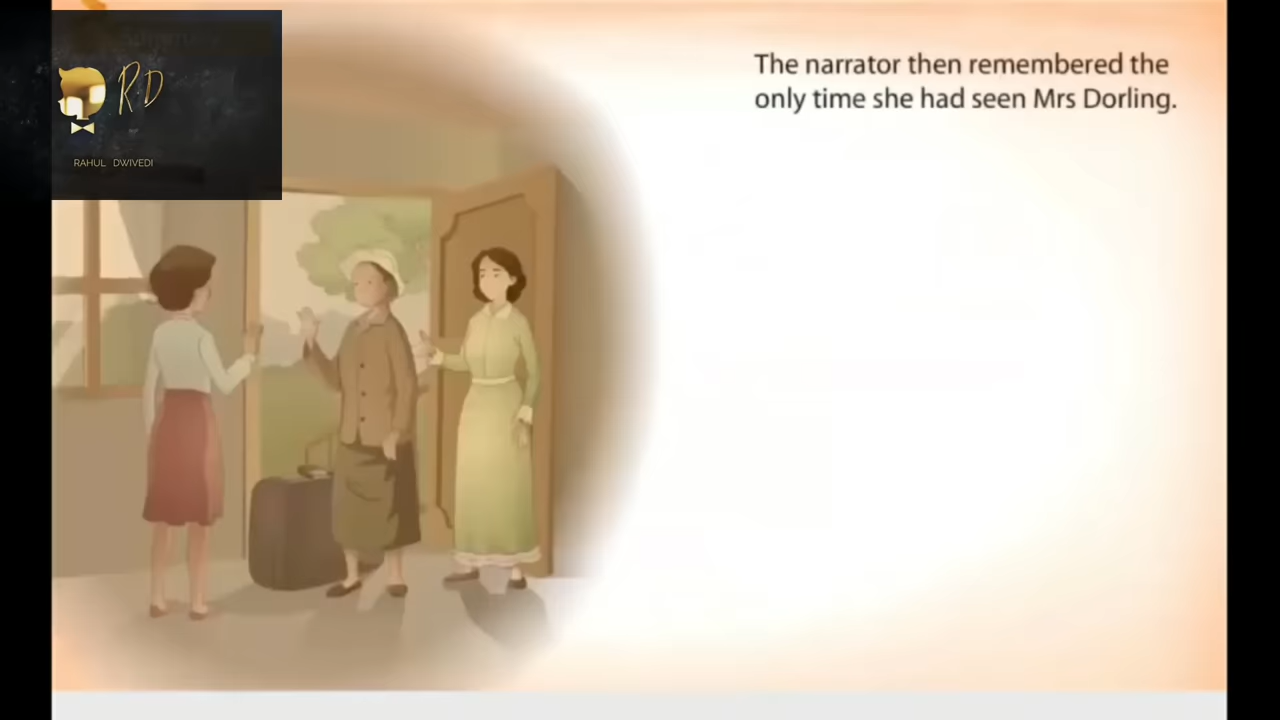 RD
RAHUL DWIVEDI
The narrator then remembered the
only time she had seen Mrs Dorling.